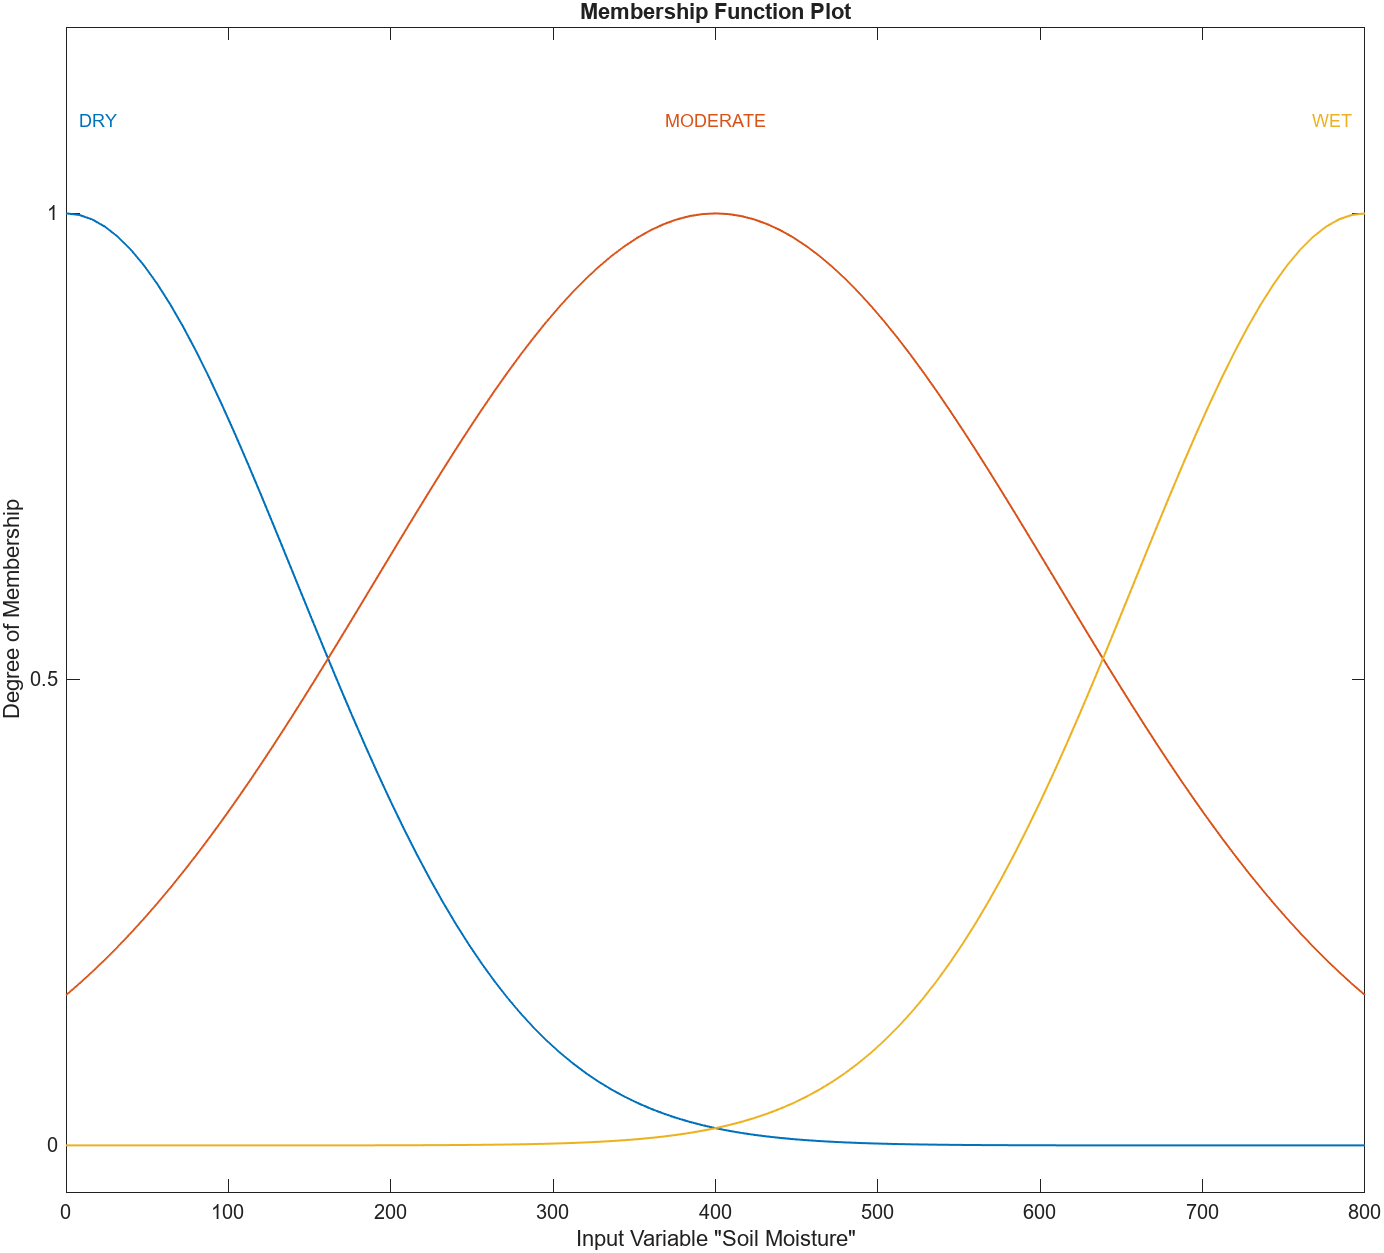 Membership Function Plot
DRY
MODERATE
WET
1
0.5
0
Degree of Membership
0
100
200
300
400
500
600
700
800
Input Variable "Soil Moisture"